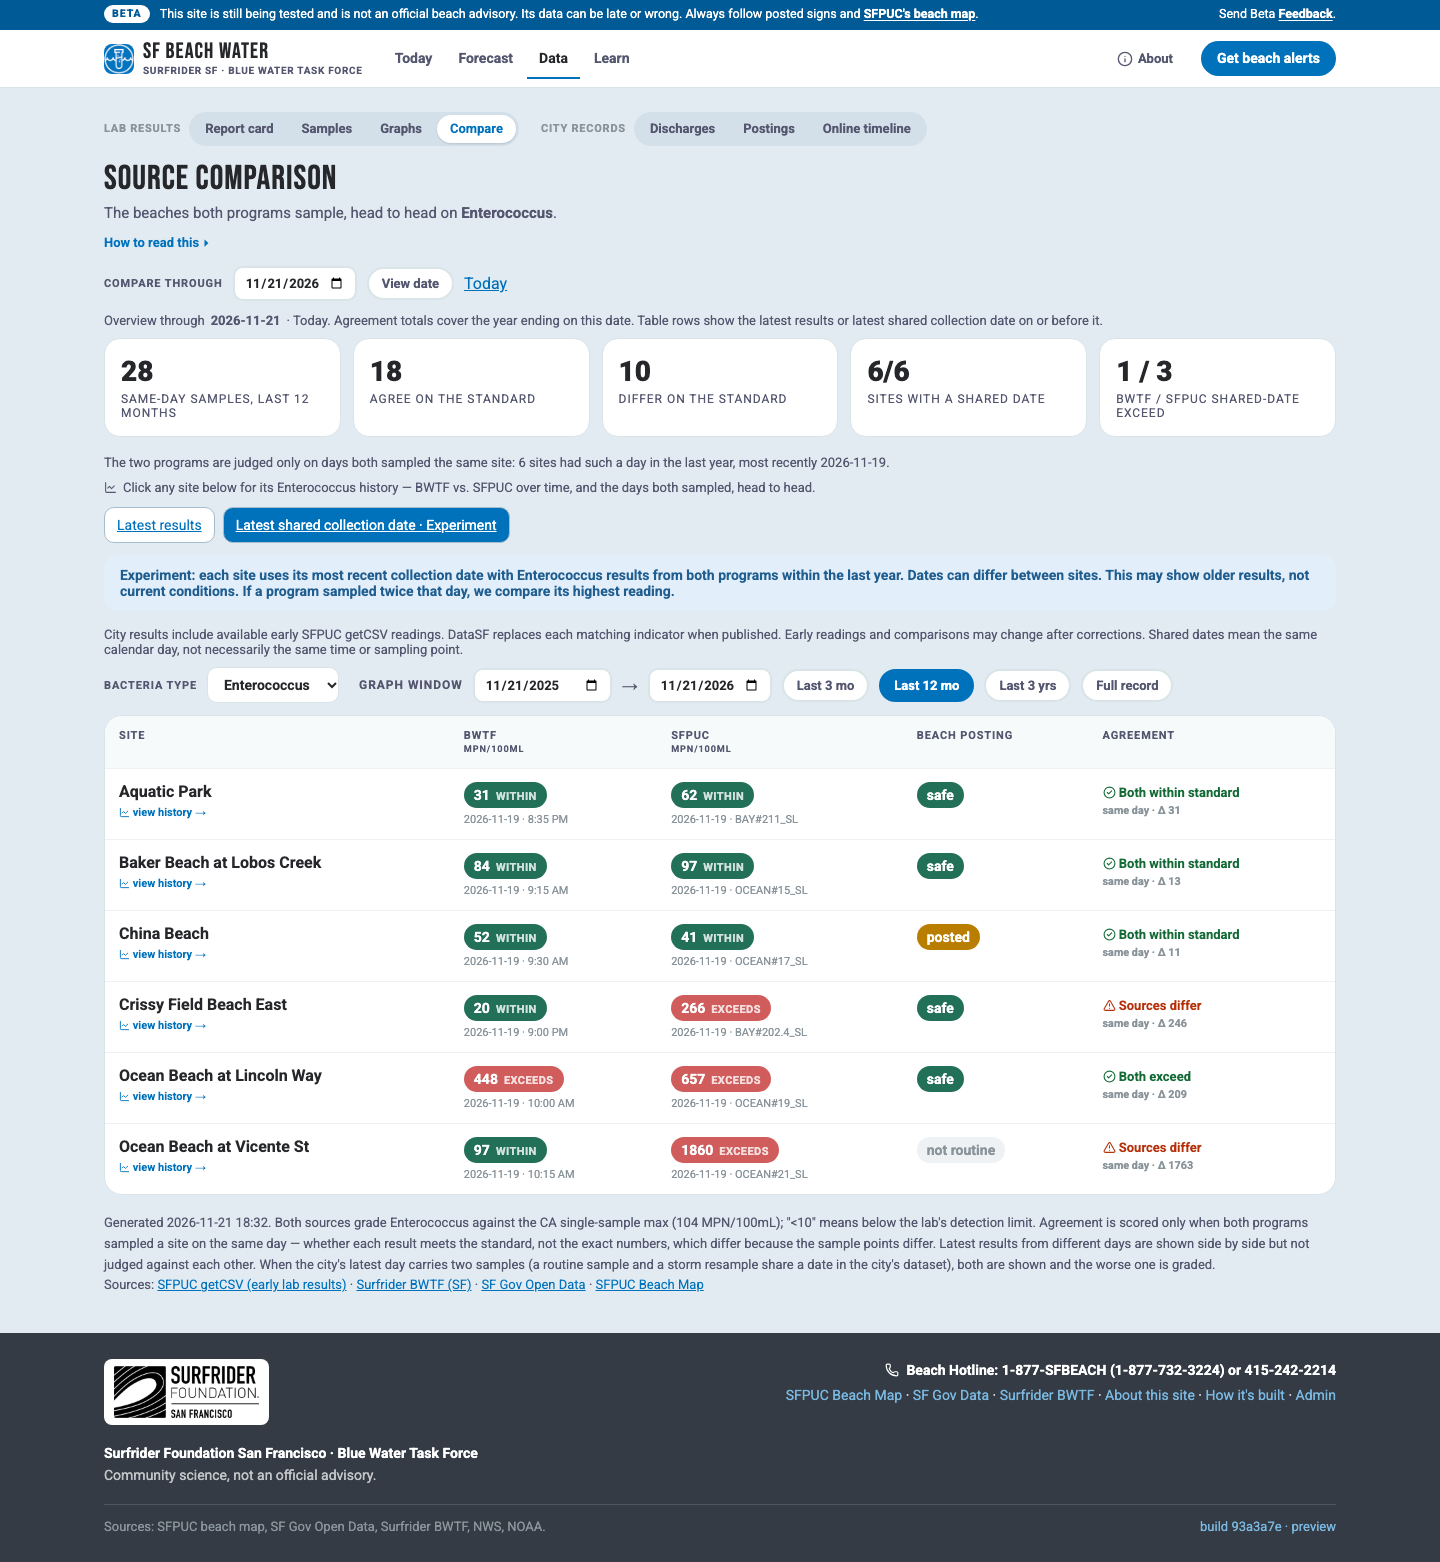 BETA This site is still being tested and is not an official beach advisory. Its data can be late or wrong. Always follow posted signs and SFPUC's beach map. Send Beta Feedback.
SF BEACH WATER
SURFRIDER SF · BLUE WATER TASK FORCE
Today Forecast Data Learn About Get beach alerts
LAB RESULTS Report card Samples Graphs Compare CITY RECORDS Discharges Postings Online timeline
SOURCE COMPARISON
The beaches both programs sample, head to head on Enterococcus.
How to read this
COMPARE THROUGH 11/21/2026 View date Today
Overview through 2026-11-21 · Today. Agreement totals cover the year ending on this date. Table rows show the latest results or latest shared collection date on or before it.
28
SAME-DAY SAMPLES, LAST 12
MONTHS
18
AGREE ON THE STANDARD
10
DIFFER ON THE STANDARD
6/6
SITES WITH A SHARED DATE
1 / 3
BWTF / SFPUC SHARED-DATE
EXCEED
The two programs are judged only on days both sampled the same site: 6 sites had such a day in the last year, most recently 2026-11-19.
Click any site below for its Enterococcus history — BWTF vs. SFPUC over time, and the days both sampled, head to head.
Latest results Latest shared collection date · Experiment
Experiment: each site uses its most recent collection date with Enterococcus results from both programs within the last year. Dates can differ between sites. This may show older results, not
current conditions. If a program sampled twice that day, we compare its highest reading.
City results include available early SFPUC getCSV readings. DataSF replaces each matching indicator when published. Early readings and comparisons may change after corrections. Shared dates mean the same
calendar day, not necessarily the same time or sampling point.
BACTERIA TYPE Enterococcus GRAPH WINDOW 11/21/2025 → 11/21/2026 Last 3 mo Last 12 mo Last 3 yrs Full record
SITE BWTF SFPUC BEACH POSTING AGREEMENT
MPN/100ML MPN/100ML
Aquatic Park 31 WITHIN 62 WITHIN safe Both within standard
view history → 2026-11-19 · 8:35 PM 2026-11-19 · BAY#211_SL same day · Δ 31
Baker Beach at Lobos Creek 84 WITHIN 97 WITHIN safe Both within standard
view history → 2026-11-19 · 9:15 AM 2026-11-19 · OCEAN#15_SL same day · Δ 13
China Beach 52 WITHIN 41 WITHIN posted Both within standard
view history → 2026-11-19 · 9:30 AM 2026-11-19 · OCEAN#17_SL same day · Δ 11
Crissy Field Beach East 20 WITHIN 266 EXCEEDS safe Sources differ
view history → 2026-11-19 · 9:00 PM 2026-11-19 · BAY#202.4_SL same day · Δ 246
Ocean Beach at Lincoln Way 448 EXCEEDS 657 EXCEEDS safe Both exceed
view history → 2026-11-19 · 10:00 AM 2026-11-19 · OCEAN#19_SL same day · Δ 209
Ocean Beach at Vicente St 97 WITHIN 1860 EXCEEDS not routine Sources differ
view history → 2026-11-19 · 10:15 AM 2026-11-19 · OCEAN#21_SL same day · Δ 1763
Generated 2026-11-21 18:32. Both sources grade Enterococcus against the CA single-sample max (104 MPN/100mL); "<10" means below the lab's detection limit. Agreement is scored only when both programs
sampled a site on the same day — whether each result meets the standard, not the exact numbers, which differ because the sample points differ. Latest results from different days are shown side by side but not
judged against each other. When the city's latest day carries two samples (a routine sample and a storm resample share a date in the city's dataset), both are shown and the worse one is graded.
Sources: SFPUC getCSV (early lab results) · Surfrider BWTF (SF) · SF Gov Open Data · SFPUC Beach Map
SURFRIDER
FOUNDATION.
SAN FRANCISCO
Beach Hotline: 1-877-SFBEACH (1-877-732-3224) or 415-242-2214
SFPUC Beach Map · SF Gov Data · Surfrider BWTF · About this site · How it's built · Admin
Surfrider Foundation San Francisco · Blue Water Task Force
Community science, not an official advisory.
Sources: SFPUC beach map, SF Gov Open Data, Surfrider BWTF, NWS, NOAA. build 93a3a7e · preview